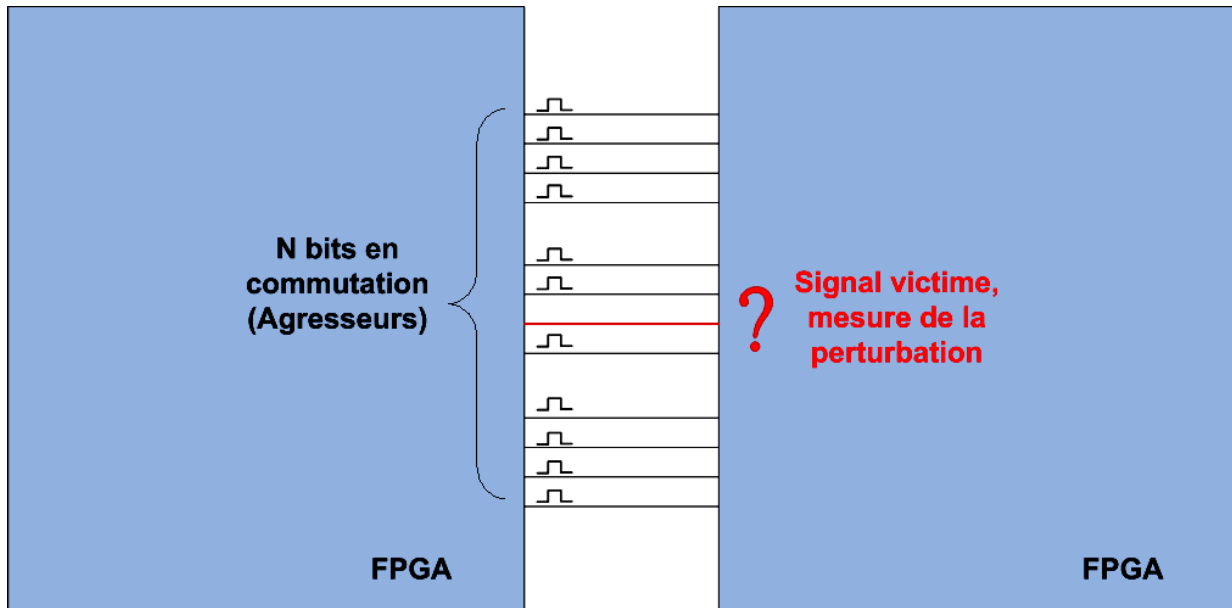 N bits en
commutation
(Agresseurs)
?
Signal victime,
mesure de la
perturbation
FPGA
FPGA